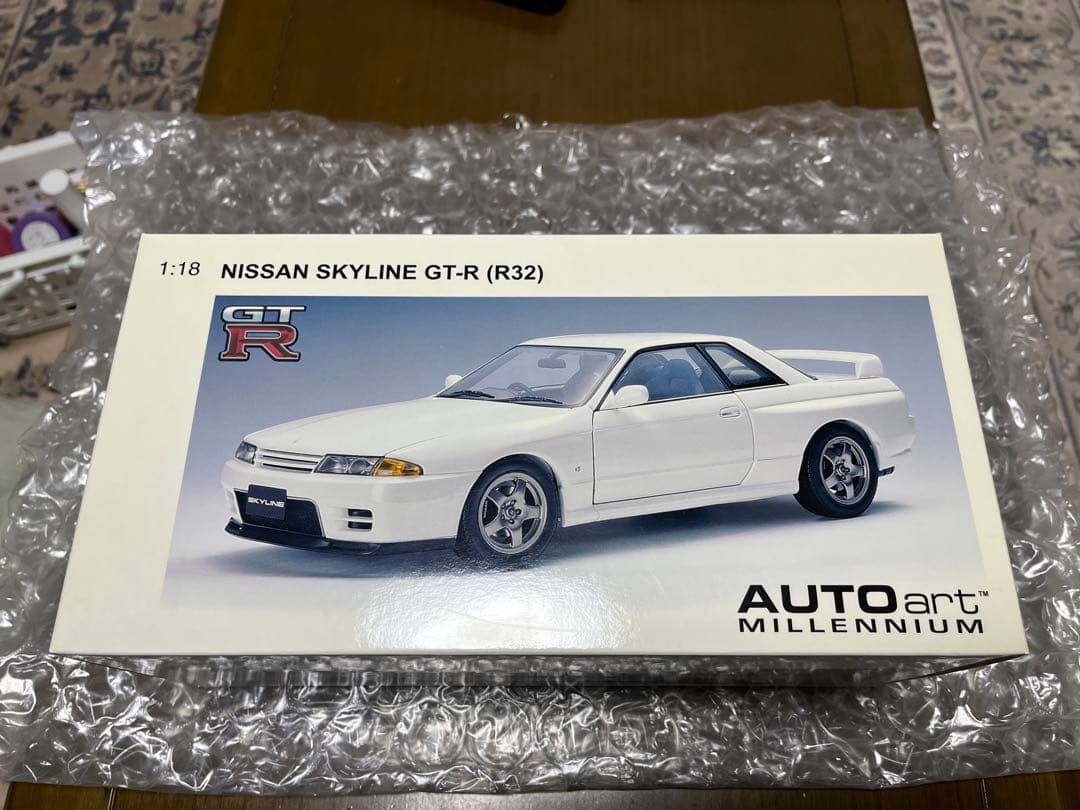 1:18 NISSAN SKYLINE GT-R (R32)
GT
R
SKYLINE
AUTOart™
MILLENNIUM